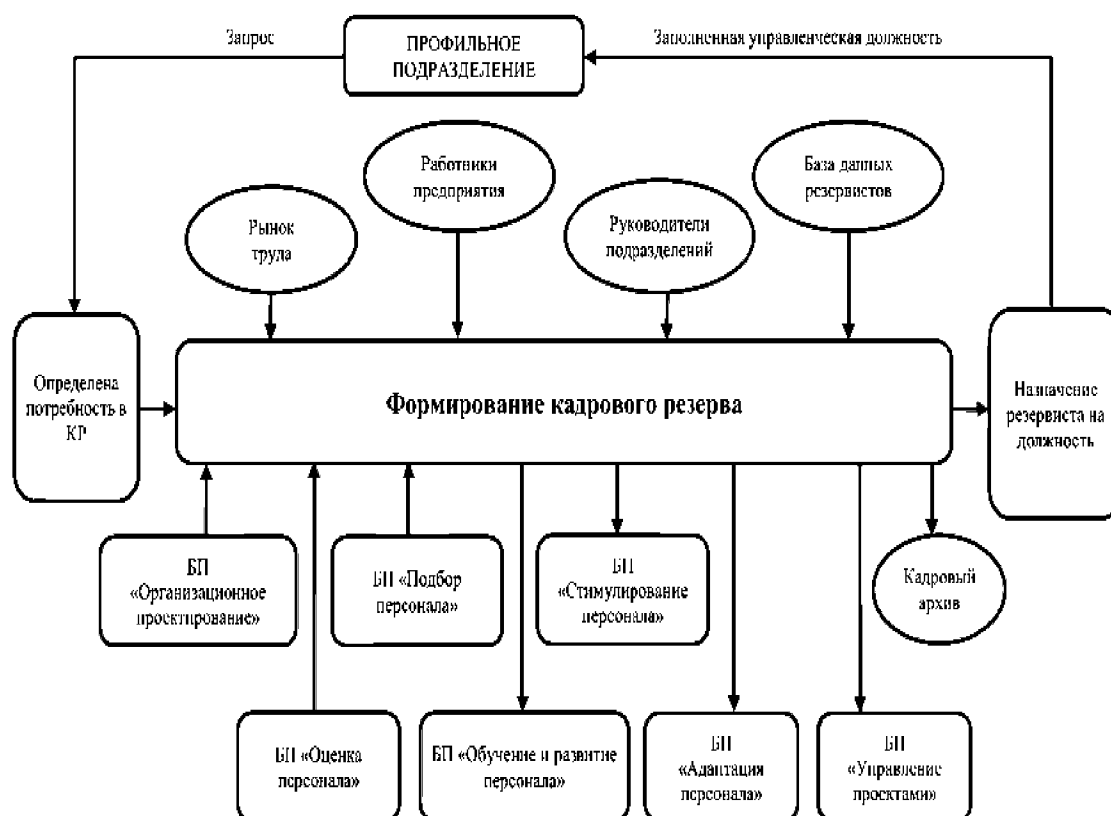 Запрос
ПРОФИЛЬНОЕ
ПОДРАЗДЕЛЕНИЕ
Заполненная управленческая должность
Работники
предприятия
База данных
резервистов
Рынок
труда
Руководители
подразделений
Определена
потребность в
КР
Формирование кадрового резерва
Назначение
резервиста на
должность
БП
«Организационное
проектирование»
БП «Подбор
персонала»
БП
«Стимулирование
персонала»
Кадровый
архив
БП «Оценка
персонала»
БП «Обучение и развитие
персонала»
БП
«Адаптация
персонала»
БП
«Управление
проектами»